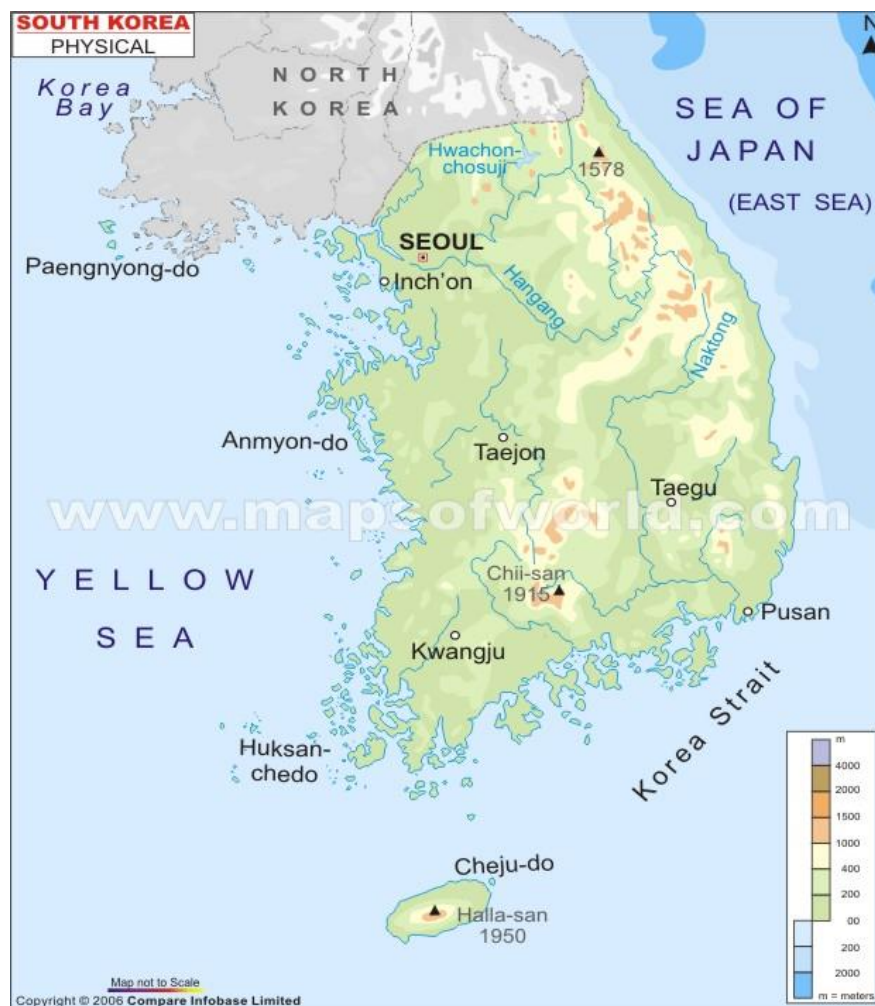 SOUTH KOREA
PHYSICAL
N
NORTH
KOREA
Korea
Bay
SEA OF
JAPAN
(EAST SEA)
Hwachon-
chosuji
1578
SEOUL
Paengnyong-do
Inch'on
Hangang
Naktong
Anmyon-do
Taejon
Taegu
www.mapsofworld.com
YELLOW
SEA
Chii-san
1915
Pusan
Kwangju
Korea Strait
Huksan-
chedo
Cheju-do
Halla-san
1950
m
4000
2000
1500
1000
400
200
00
200
2000
m = meters
Map not to Scale
Copyright © 2006 Compare Infobase Limited